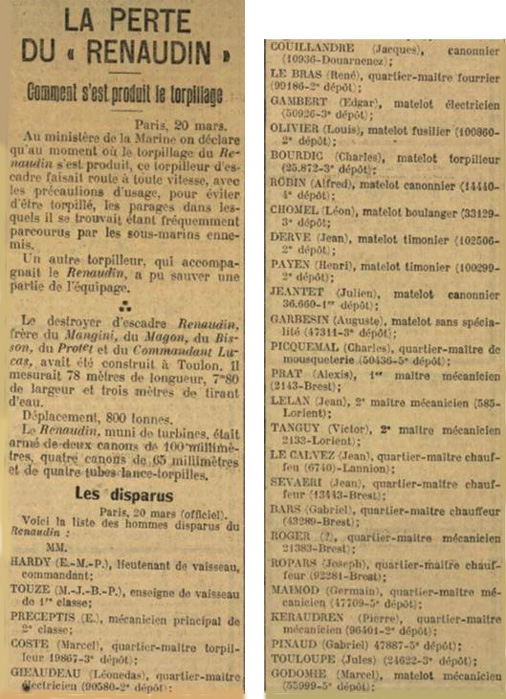 LA PERTE
DU « RENAUDIN »
Comment s'est produit le torpillage
Paris, 20 mars.
Au ministère de la Marine on déclare
qu'au moment où le torpillage du Re-
naudin s'est produit, ce torpilleur d'es-
cadre faisait route à toute vitesse, avec
les précautions d'usage, pour éviter
d'être torpillé, les parages dans les-
quels il se trouvait étant fréquemment
parcourus par les sous-marins enne-
mis.
Un autre torpilleur, qui accompa-
gnait le Renaudin, a pu sauver une
partie de l'équipage.
Le destroyer d'escadre Renaudin,
frère du Mangini, du Magon, du Bis-
son, du Protet et du Commandant Lu-
cas, avait été construit à Toulon. Il
mesurait 78 mètres de longueur, 7m80
de largeur et trois mètres de tirant
d'eau.
Déplacement, 800 tonnes.
Le Renaudin, muni de turbines, était
armé de deux canons de 100 millimè-
tres, quatre canons de 65 millimètres
et de quatre tubes lance-torpilles.
Les disparus
Paris, 20 mars (officiel).
Voici la liste des hommes disparus du
Renaudin :
MM.
HARDY (E.-M.-P.), lieutenant de vaisseau,
commandant;
TOUZE (M.-J.-B.-P.), enseigne de vaisseau
de 1re classe;
PRECEPTIS (E.), mécanicien principal de
2e classe;
COSTE (Marcel), quartier-maître torpil-
leur 19867-3e dépôt);
GIEAUDEAU (Léonedas), quartier-maître
électricien (90580-2e dépôt);
COUILLANDRE (Jacques), canonnier
(10936-Douarnenez);
LE BRAS (René), quartier-maître fourrier
(99186-2e dépôt);
GAMBERT (Edgar), matelot électricien
(50926-3e dépôt);
OLIVIER (Louis), matelot fusilier (100860-
2e dépôt);
BOURDIC (Charles), matelot torpilleur
(25.872-3e dépôt);
ROBIN (Alfred), matelot canonnier (14440-
4e dépôt);
CHOMEL (Léon), matelot boulanger (33129-
3e dépôt;
DERVE (Jean), matelot timonier (102506-
2e dépôt);
PAYEN (Henri), matelot timonier (100299-
2e dépôt);
JEANTET (Julien), matelot canonnier
36.660-1er dépôt);
GARBESIN (Auguste), matelot sans spécia-
lité (47311-3e dépôt);
PICQUEMAL (Charles), quartier-maître de
mousqueterie (50436-5e dépôt);
PRAT (Alexis), 1er maître mécanicien
(2143-Brest);
LELAN (Jean), 2e maître mécanicien (585-
Lorient);
TANGUY (Victor), 2e maître mécanicien
2133-Lorient);
LE CALVEZ (Jean), quartier-maître chauf-
feu (6740)-Lannion);
SEVAERI (Jean), quartier-maître chauf-
feur (13443-Brest);
BARS (Gabriel), quartier-maître chauffeur
(43289-Brest);
ROGER (?), quartier-maître mécanicien
21383-Brest);
ROPARS (Joseph), quartier-maître chauf-
feur (92281-Brest);
MAIMOD (Germain), quartier-maître mé-
canicien (47709-5e dépôt);
KERAUDREN (Pierre), quartier-maître
mécanicien (96401-2e dépôt);
PINAUD (Gabriel) 47887-5e dépôt);
TOULOUPE (Jules) (24622-3e dépôt);
GODOMIE (Marcel), matelot mécanicien
(55999-5e dépôt);